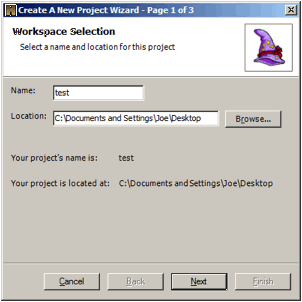 Create A New Project Wizard - Page 1 of 3
Workspace Selection
Select a name and location for this project
Name: test
Location: C:\Documents and Settings\Joe\Desktop Browse...
Your project's name is: test
Your project is located at: C:\Documents and Settings\Joe\Desktop
Cancel Back Next Finish